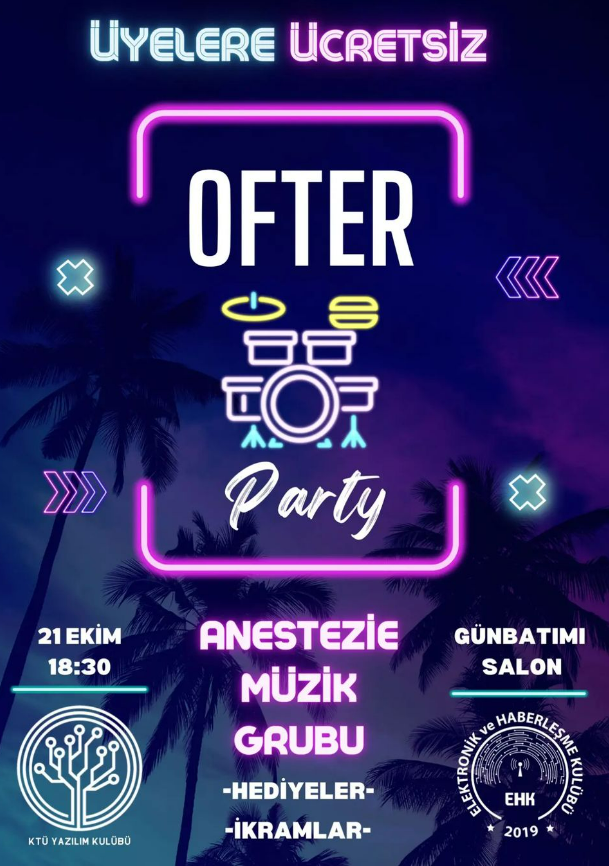 ÜYELERE ÜCRETSİZ
OFTER
Party
21 EKİM
18:30
ANESTEZİE
MÜZİK
GRUBU
GÜNBATIMI
SALON
-HEDİYELER-
-İKRAMLAR-
KTÜ YAZILIM KULÜBÜ
ELEKTRONİK ve HABERLEŞME KULÜBÜ
EHK
2019